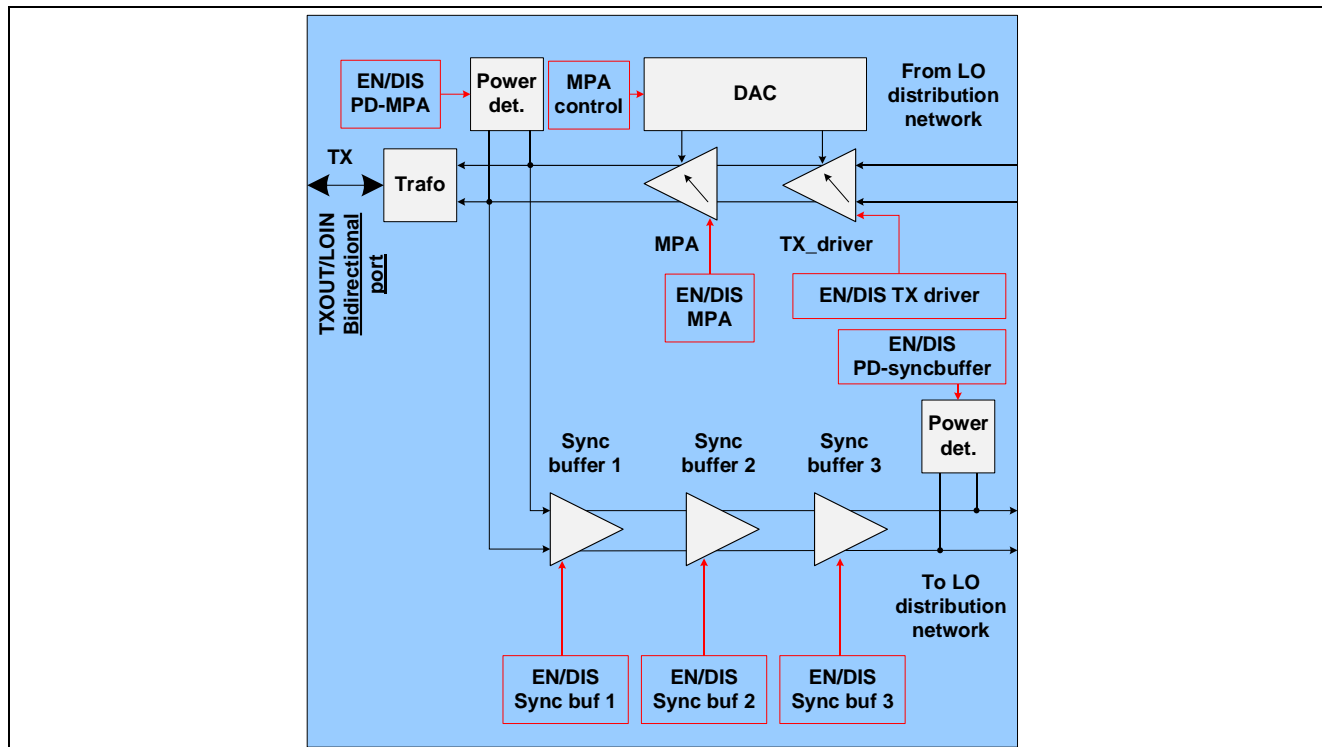 EN/DIS
PD-MPA
Power
det.
MPA
control
DAC
From LO
distribution
network
TX
Trafo
TXOUT/LOIN
Bidirectional
port
MPA
TX_driver
EN/DIS
MPA
EN/DIS TX driver
EN/DIS
PD-syncbuffer
Power
det.
Sync
buffer 1
Sync
buffer 2
Sync
buffer 3
To LO
distribution
network
EN/DIS
Sync buf 1
EN/DIS
Sync buf 2
EN/DIS
Sync buf 3